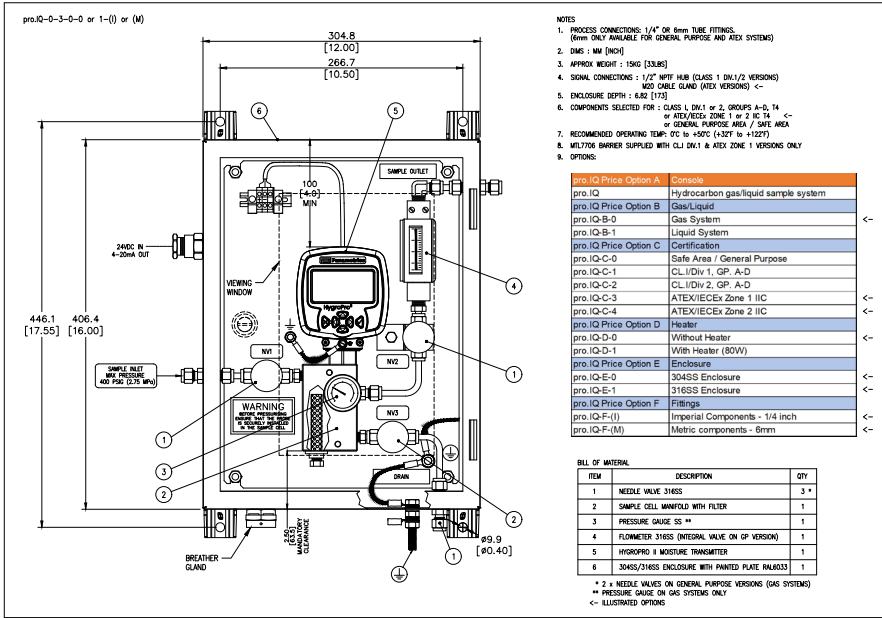 pro.IQ-0-3-0-0 or 1-(I) or (M)
304.8
[12.00]
266.7
[10.50]
6
5
SAMPLE OUTLET
100
[4.0]
MIN
24VDC IN
4-20mA OUT
VIEWING
WINDOW
Panametrics
HygroPro
4
446.1
[17.55]
406.4
[16.00]
NV1
NV2
1
SAMPLE INLET
MAX PRESSURE
400 PSIG (2.75 MPa)
WARNING
BEFORE PRESSURISING
ENSURE THAT THE PROBE
IS SECURELY INSTALLED
IN THE SAMPLE CELL
NV3
1
3
2
DRAIN
2
2.50
[63.5]
MANDATORY
CLEARANCE
ø9.9
[ø0.40]
1
BREATHER
GLAND
NOTES
1. PROCESS CONNECTIONS: 1/4" OR 6mm TUBE FITTINGS.
(6mm ONLY AVAILABLE FOR GENERAL PURPOSE AND ATEX SYSTEMS)
2. DIMS : MM [INCH]
3. APPROX WEIGHT : 15KG [33LBS]
4. SIGNAL CONNECTIONS : 1/2" NPTF HUB (CLASS 1 DIV.1/2 VERSIONS)
M20 CABLE GLAND (ATEX VERSIONS) <-
5. ENCLOSURE DEPTH : 6.82 [173]
6. COMPONENTS SELECTED FOR : CLASS I, DIV.1 or 2, GROUPS A-D, T4
or ATEX/IECEx ZONE 1 or 2 IIC T4 <-
or GENERAL PURPOSE AREA / SAFE AREA
7. RECOMMENDED OPERATING TEMP: 0°C to +50°C (+32°F to +122°F)
8. MTL7706 BARRIER SUPPLIED WITH CL.I DIV.1 & ATEX ZONE 1 VERSIONS ONLY
9. OPTIONS:
pro.IQ Price Option A Console
pro.IQ Hydrocarbon gas/liquid sample system
pro.IQ Price Option B Gas/Liquid
pro.IQ-B-0 Gas System <-
pro.IQ-B-1 Liquid System
pro.IQ Price Option C Certification
pro.IQ-C-0 Safe Area / General Purpose
pro.IQ-C-1 CL.I/Div 1, GP. A-D
pro.IQ-C-2 CL.I/Div 2, GP. A-D
pro.IQ-C-3 ATEX/IECEx Zone 1 IIC <-
pro.IQ-C-4 ATEX/IECEx Zone 2 IIC <-
pro.IQ Price Option D Heater
pro.IQ-D-0 Without Heater <-
pro.IQ-D-1 With Heater (80W)
pro.IQ Price Option E Enclosure
pro.IQ-E-0 304SS Enclosure <-
pro.IQ-E-1 316SS Enclosure <-
pro.IQ Price Option F Fittings
pro.IQ-F-(I) Imperial Components - 1/4 inch <-
pro.IQ-F-(M) Metric components - 6mm <-
BILL OF MATERIAL
ITEM DESCRIPTION QTY
1 NEEDLE VALVE 316SS 3 *
2 SAMPLE CELL MANIFOLD WITH FILTER 1
3 PRESSURE GAUGE SS ** 1
4 FLOWMETER 316SS (INTEGRAL VALVE ON GP VERSION) 1
5 HYGROPRO II MOISTURE TRANSMITTER 1
6 304SS/316SS ENCLOSURE WITH PAINTED PLATE RAL6033 1
* 2 x NEEDLE VALVES ON GENERAL PURPOSE VERSIONS (GAS SYSTEMS)
** PRESSURE GAUGE ON GAS SYSTEMS ONLY
<- ILLUSTRATED OPTIONS